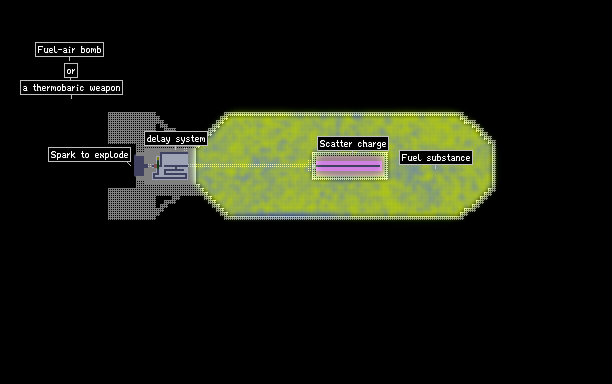 Fuel-air bomb
or
a thermobaric weapon
delay system
Scatter charge
Spark to explode
Fuel substance